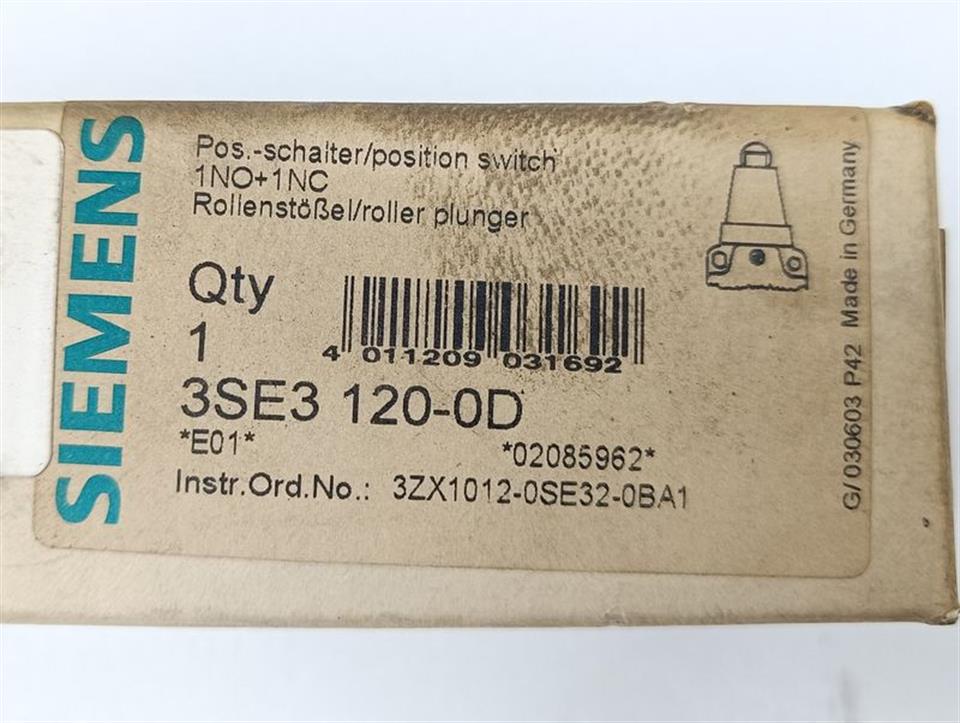 SIEMENS
Pos.-schalter/position switch
1NO+1NC
Rollenstößel/roller plunger
Qty
1
4 011209 031692
3SE3 120-0D
*E01* *02085962*
Instr.Ord.No.: 3ZX1012-0SE32-0BA1
G/030603 P42 Made in Germany